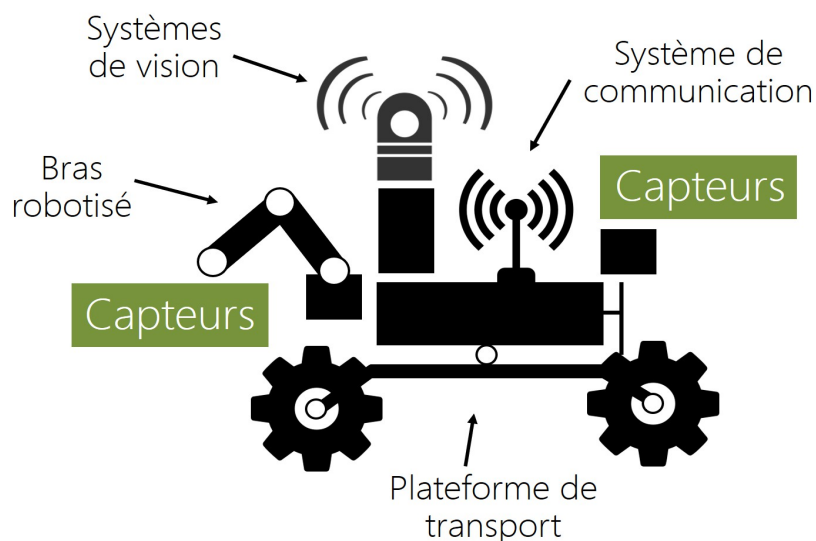 Systèmes
de vision
Système de
communication
Bras
robotisé
Capteurs
Capteurs
Plateforme de
transport